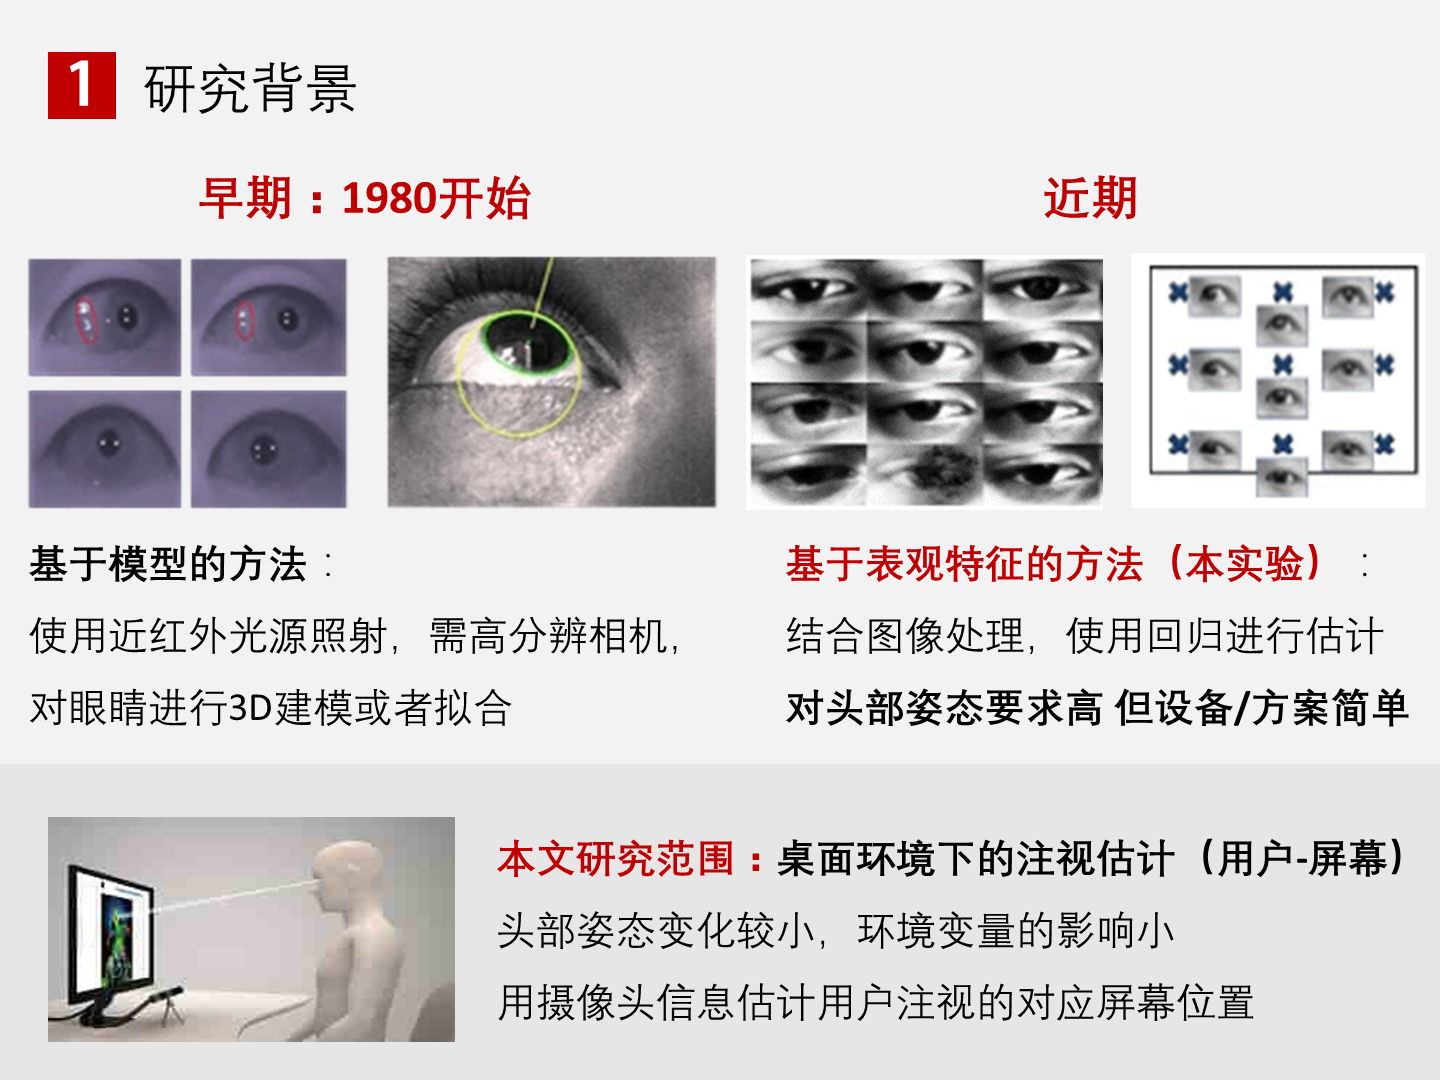 1 研究背景
早期：1980开始
近期
基于模型的方法：
使用近红外光源照射，需高分辨相机，
对眼睛进行3D建模或者拟合
基于表观特征的方法（本实验）：
结合图像处理，使用回归进行估计
对头部姿态要求高 但设备/方案简单
本文研究范围：桌面环境下的注视估计（用户-屏幕）
头部姿态变化较小，环境变量的影响小
用摄像头信息估计用户注视的对应屏幕位置